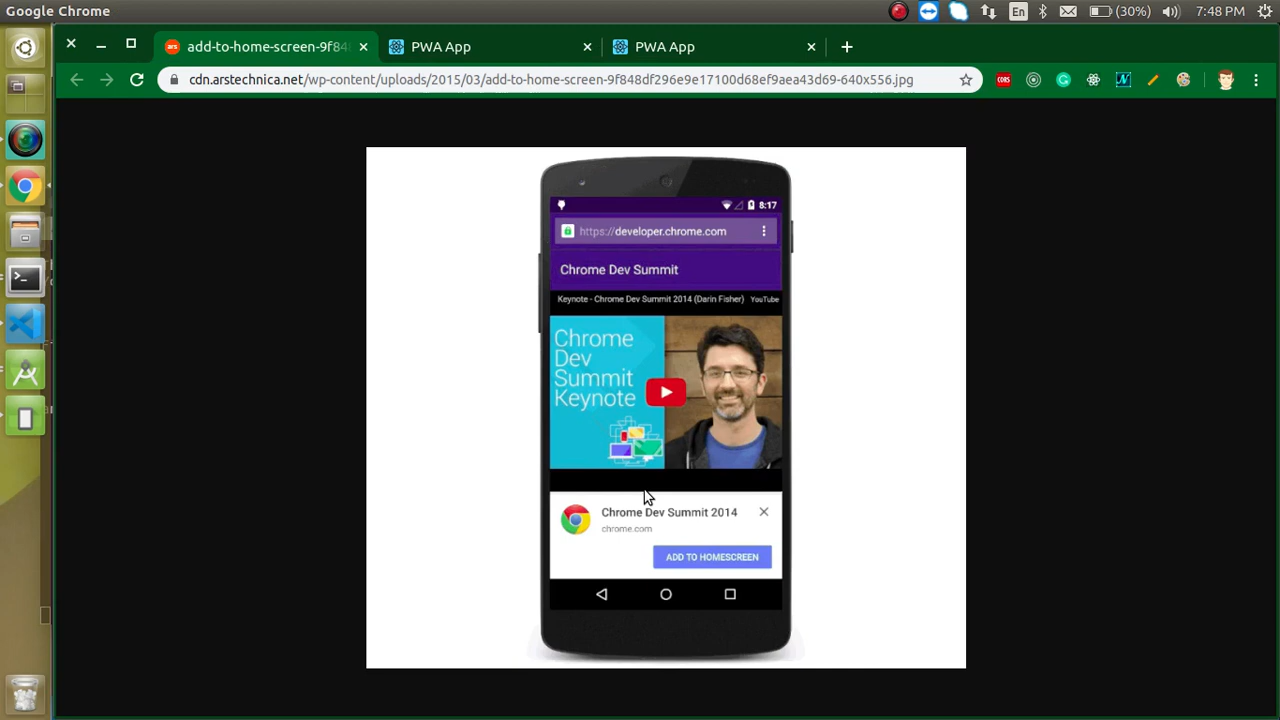 Google Chrome
En
(30%)
7:48 PM
add-to-home-screen-9f84
PWA App
PWA App
cdn.arstechnica.net/wp-content/uploads/2015/03/add-to-home-screen-9f848df296e9e17100d68ef9aea43d69-640x556.jpg
CORS
8:17
https://developer.chrome.com
Chrome Dev Summit
Keynote - Chrome Dev Summit 2014 (Darin Fisher) YouTube
Chrome
Dev
Summit
Keynote
Chrome Dev Summit 2014
chrome.com
ADD TO HOMESCREEN